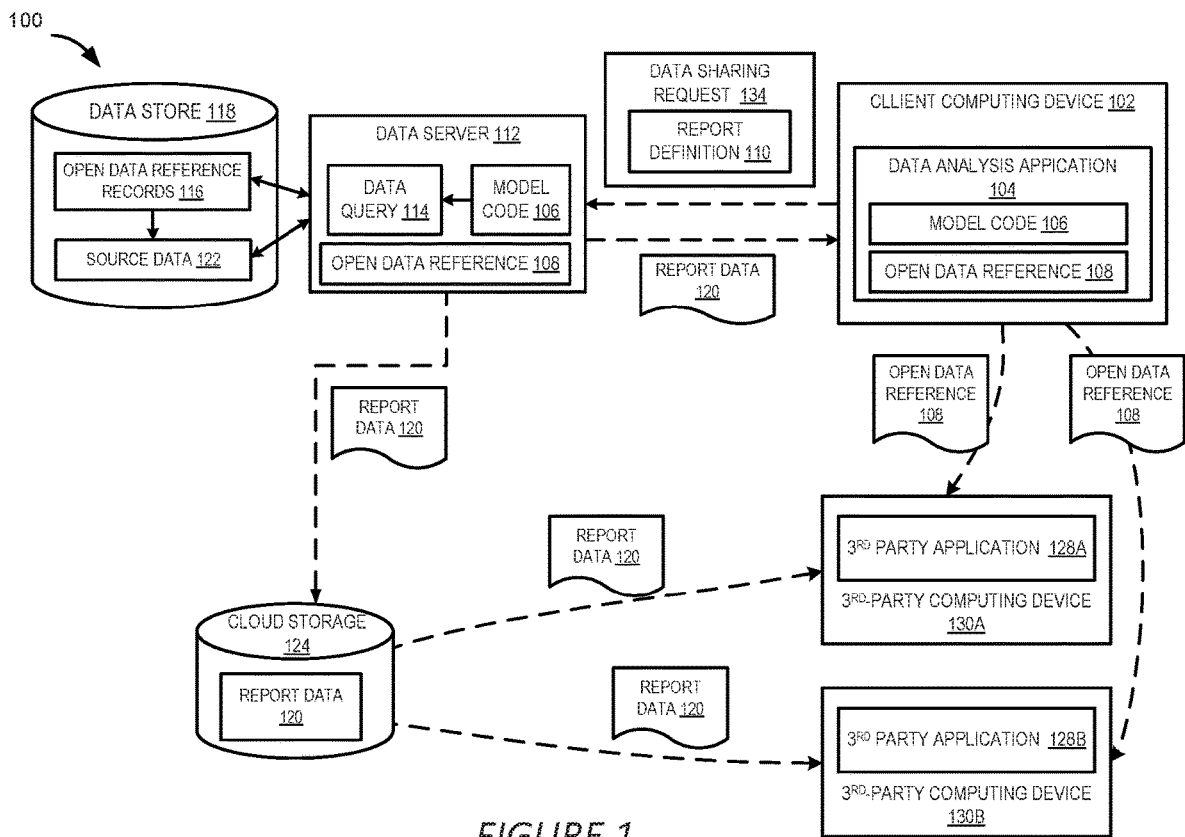 100
DATA STORE 118
OPEN DATA REFERENCE
RECORDS 116
SOURCE DATA 122
DATA SERVER 112
DATA
QUERY 114
MODEL
CODE 106
OPEN DATA REFERENCE 108
DATA SHARING
REQUEST 134
REPORT
DEFINITION 110
REPORT DATA
120
CLLIENT COMPUTING DEVICE 102
DATA ANALYSIS APPICATION
104
MODEL CODE 106
OPEN DATA REFERENCE 108
OPEN DATA
REFERENCE
108
OPEN DATA
REFERENCE
108
REPORT
DATA 120
REPORT
DATA 120
3RD PARTY APPLICATION 128A
3RD-PARTY COMPUTING DEVICE
130A
CLOUD STORAGE
124
REPORT DATA
120
REPORT
DATA 120
3RD PARTY APPLICATION 128B
3RD-PARTY COMPUTING DEVICE
130B
FIGURE 1